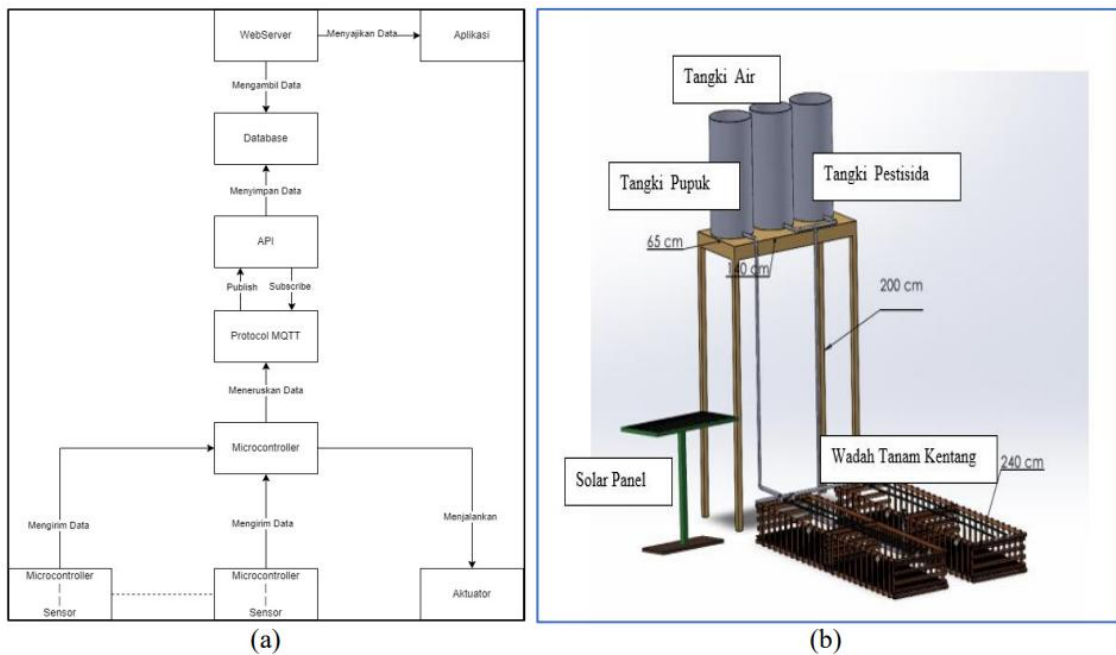 WebServer
Menyajikan Data
Aplikasi
Mengambil Data
Database
Menyimpan Data
API
Publish
Subscribe
Protocol MQTT
Meneruskan Data
Microcontroller
Mengirim Data
Mengirim Data
Menjalankan
Microcontroller
Sensor
Microcontroller
Sensor
Aktuator
(a)
Tangki Air
Tangki Pupuk
Tangki Pestisida
65 cm
140 cm
200 cm
Solar Panel
Wadah Tanam Kentang
240 cm
(b)